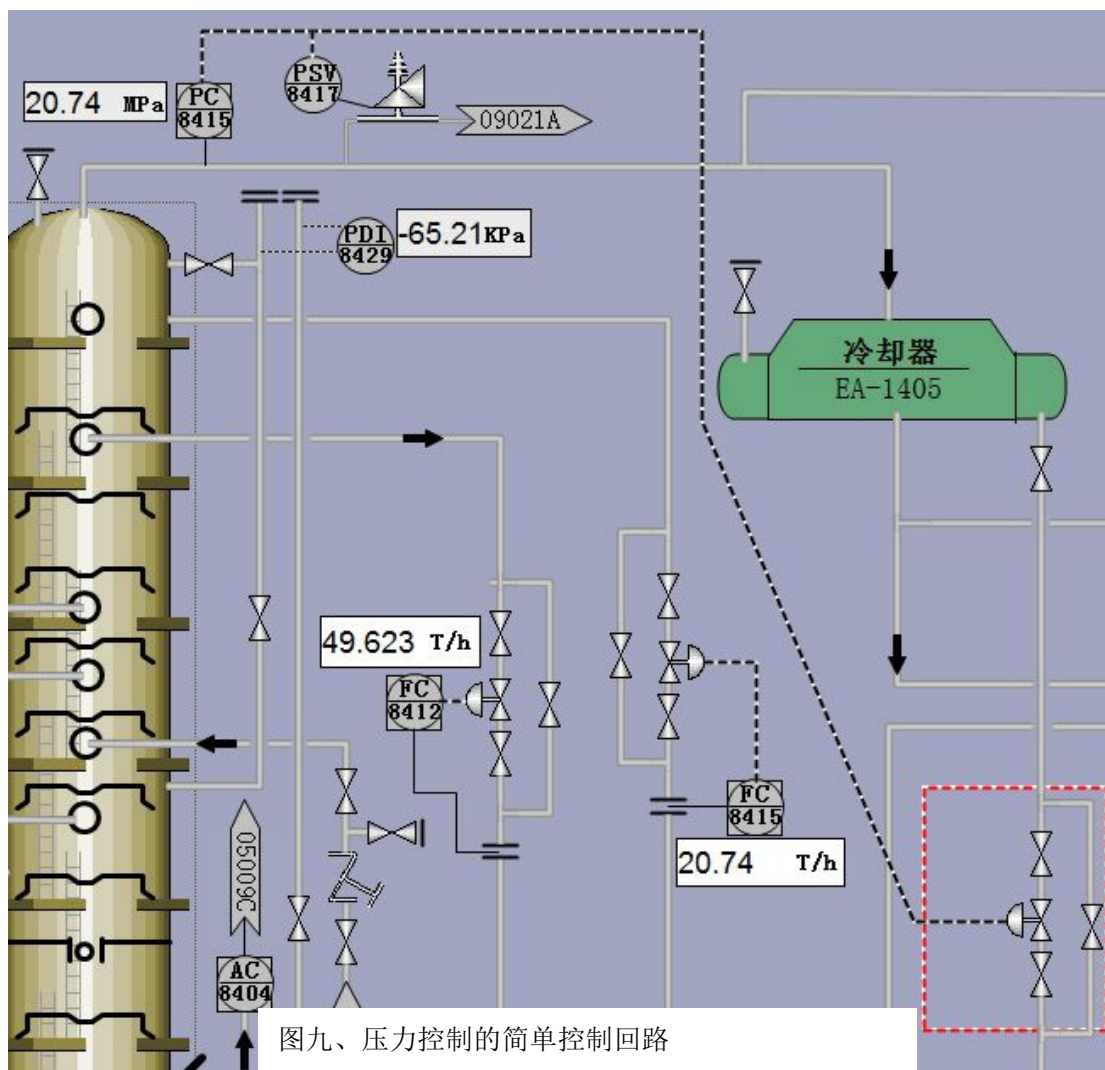 20.74 MPa
PC
8415
PSV
8417
09021A
PDI
8429
-65.21KPa
冷却器
EA-1405
49.623 T/h
FC
8412
FC
8415
20.74 T/h
05009C
AC
8404
图九、压力控制的简单控制回路